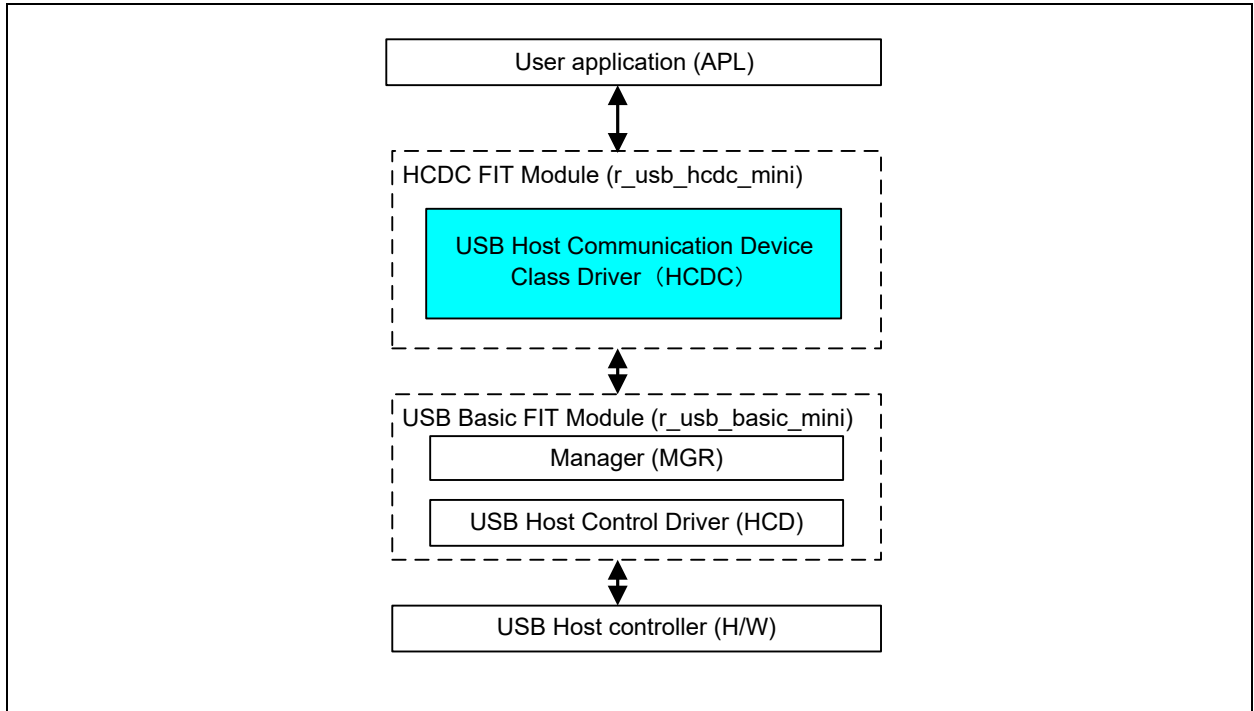 User application (APL)
HCDC FIT Module (r_usb_hcdc_mini)
USB Host Communication Device
Class Driver（HCDC）
USB Basic FIT Module (r_usb_basic_mini)
Manager (MGR)
USB Host Control Driver (HCD)
USB Host controller (H/W)